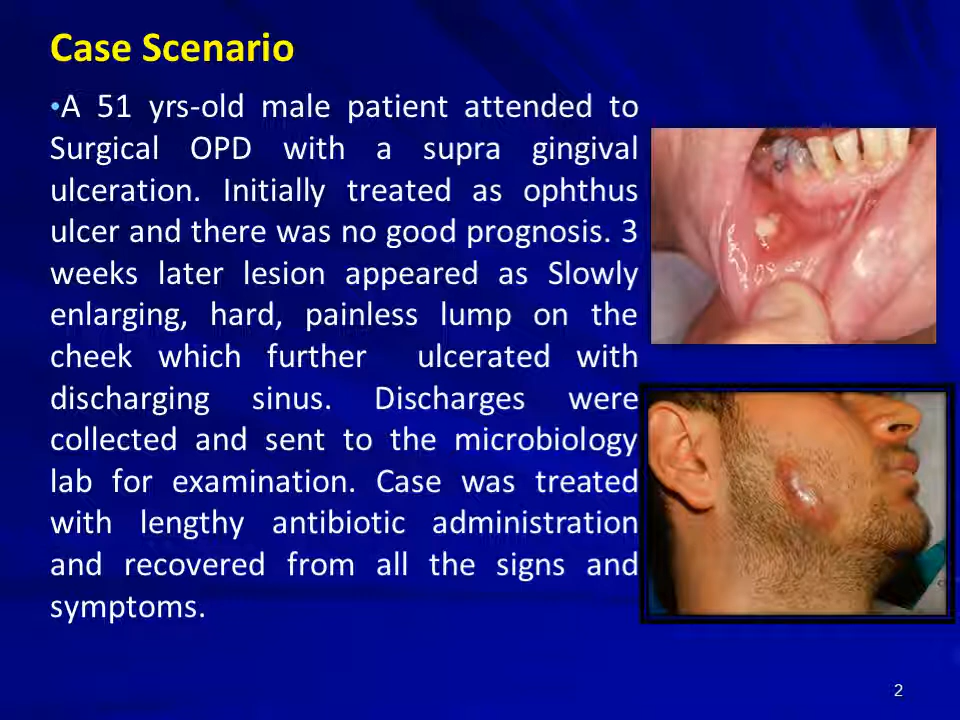 Case Scenario
•A 51 yrs-old male patient attended to
Surgical OPD with a supra gingival
ulceration. Initially treated as ophthus
ulcer and there was no good prognosis. 3
weeks later lesion appeared as Slowly
enlarging, hard, painless lump on the
cheek which further ulcerated with
discharging sinus. Discharges were
collected and sent to the microbiology
lab for examination. Case was treated
with lengthy antibiotic administration
and recovered from all the signs and
symptoms.
2